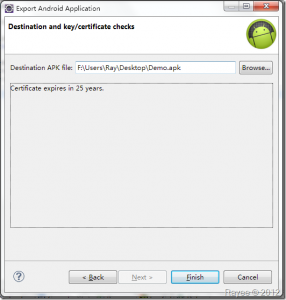 Export Android Application
Destination and key/certificate checks
Destination APK file: F:\Users\Ray\Desktop\Demo.apk Browse...
Certificate expires in 25 years.
? < Back Next > Finish Cancel
Rayee © 2012